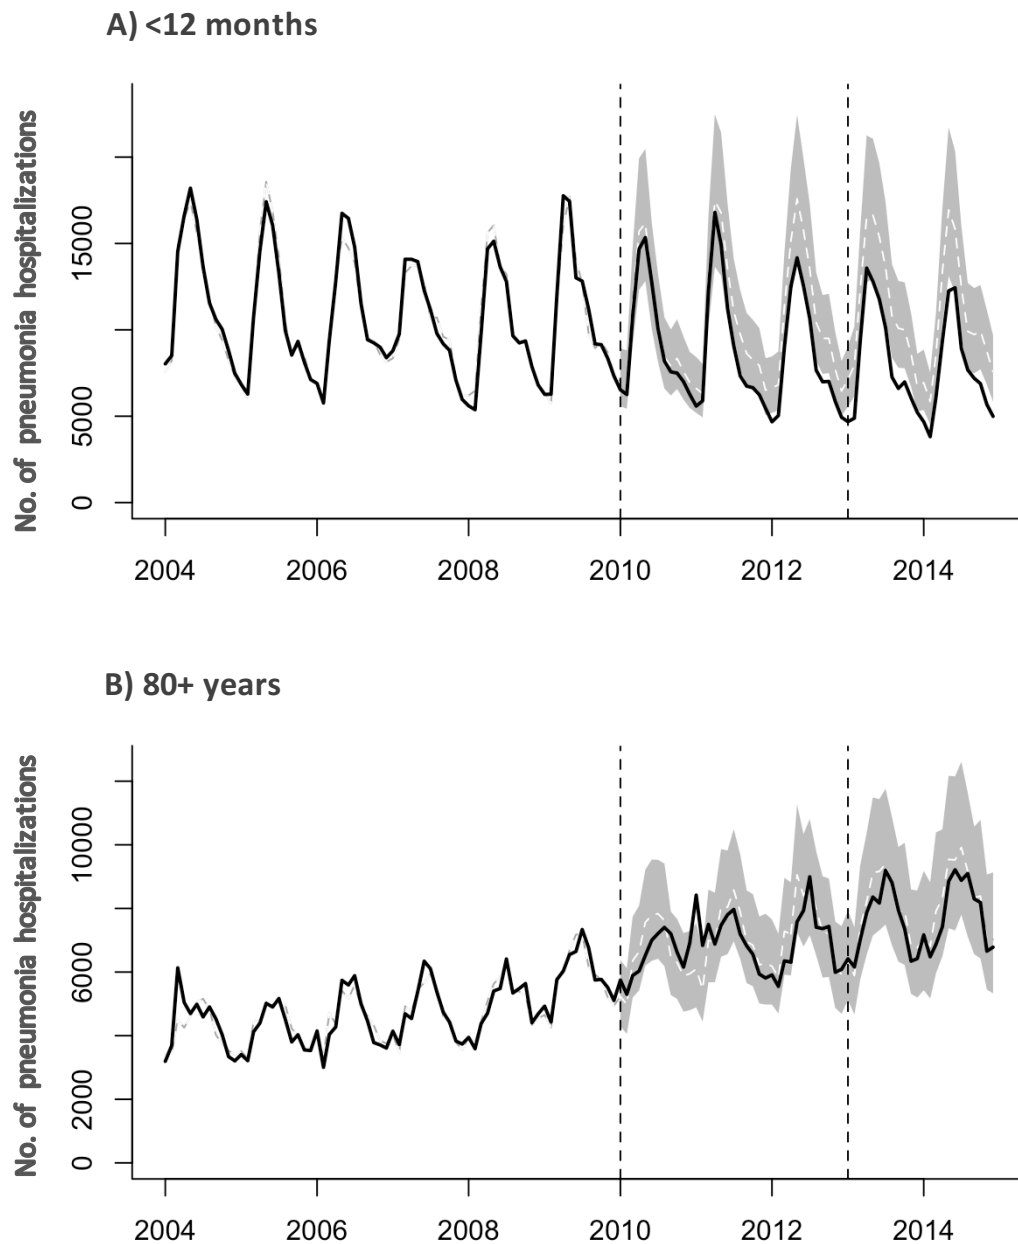 A) <12 months
No. of pneumonia hospitalizations
15000
5000
0
2004 2006 2008 2010 2012 2014
B) 80+ years
No. of pneumonia hospitalizations
10000
6000
2000
0
2004 2006 2008 2010 2012 2014